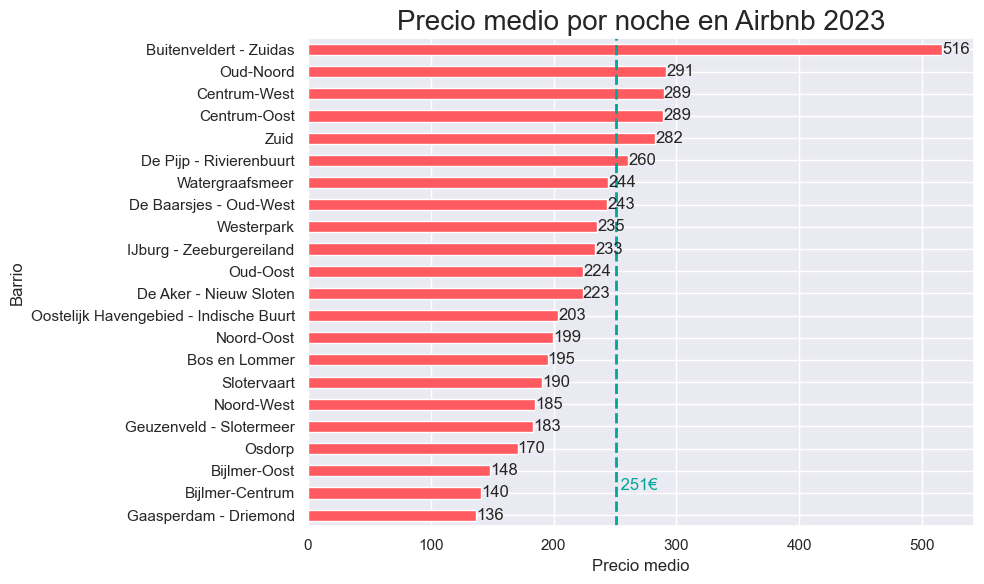 Precio medio por noche en Airbnb 2023
Buitenveldert - Zuidas 516
Oud-Noord 291
Centrum-West 289
Centrum-Oost 289
Zuid 282
De Pijp - Rivierenbuurt 260
Watergraafsmeer 244
De Baarsjes - Oud-West 243
Westerpark 235
IJburg - Zeeburgereiland 233
Oud-Oost 224
De Aker - Nieuw Sloten 223
Oostelijk Havengebied - Indische Buurt 203
Noord-Oost 199
Bos en Lommer 195
Slotervaart 190
Noord-West 185
Geuzenveld - Slotermeer 183
Osdorp 170
Bijlmer-Oost 148
251€
Bijlmer-Centrum 140
Gaasperdam - Driemond 136
Barrio
0 100 200 300 400 500
Precio medio